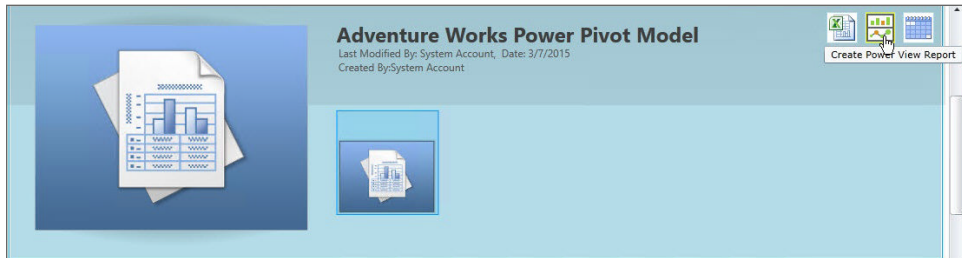 Adventure Works Power Pivot Model
Last Modified By: System Account, Date: 3/7/2015
Created By:System Account
Create Power View Report